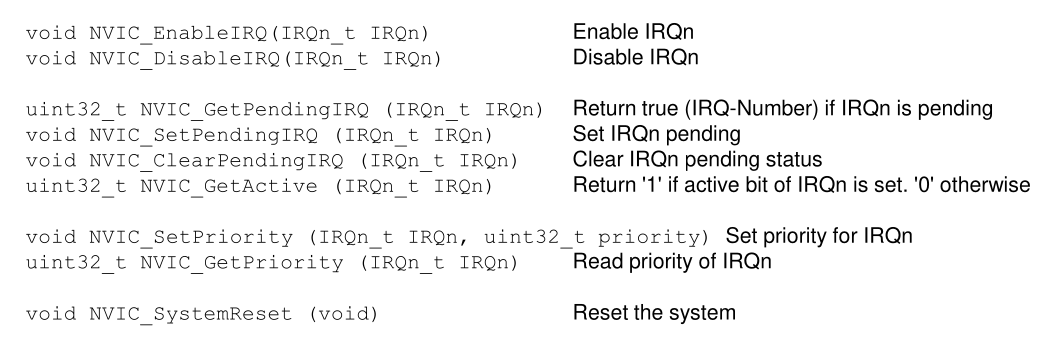 void NVIC_EnableIRQ(IRQn_t IRQn) Enable IRQn
void NVIC_DisableIRQ(IRQn_t IRQn) Disable IRQn
uint32_t NVIC_GetPendingIRQ (IRQn_t IRQn) Return true (IRQ-Number) if IRQn is pending
void NVIC_SetPendingIRQ (IRQn_t IRQn) Set IRQn pending
void NVIC_ClearPendingIRQ (IRQn_t IRQn) Clear IRQn pending status
uint32_t NVIC_GetActive (IRQn_t IRQn) Return '1' if active bit of IRQn is set. '0' otherwise
void NVIC_SetPriority (IRQn_t IRQn, uint32_t priority) Set priority for IRQn
uint32_t NVIC_GetPriority (IRQn_t IRQn) Read priority of IRQn
void NVIC_SystemReset (void) Reset the system